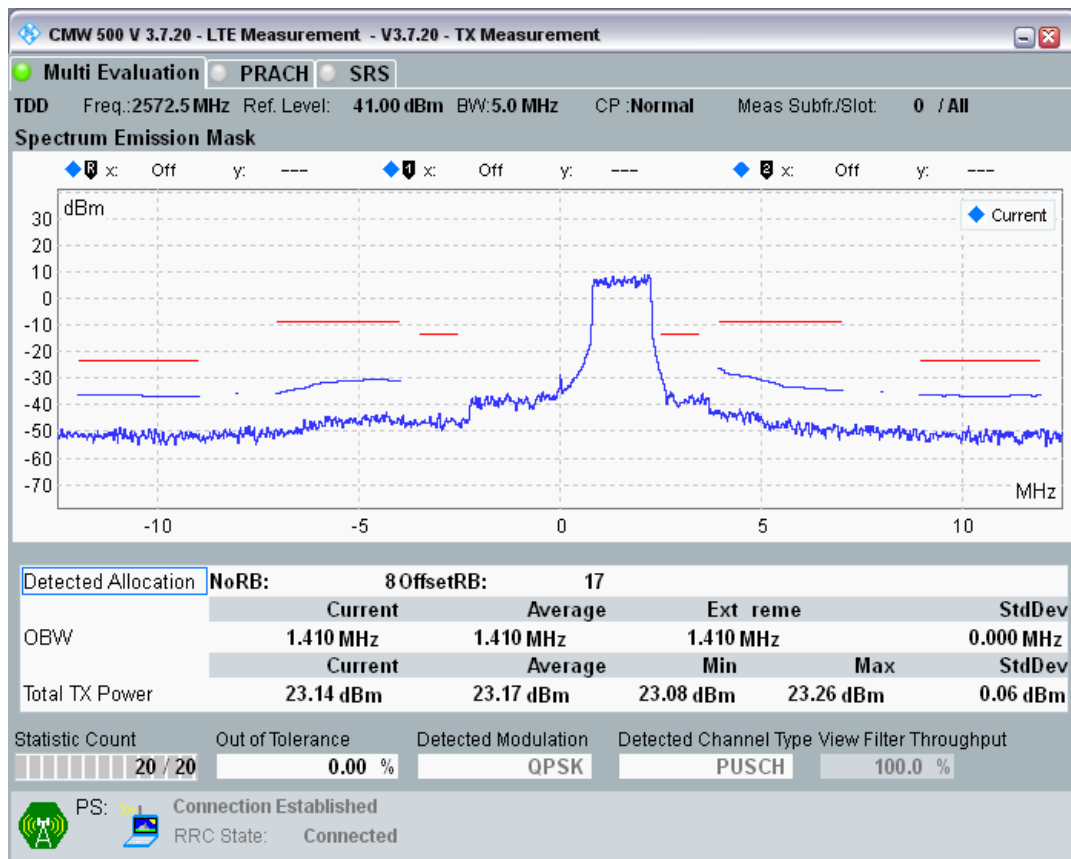 CMW 500 V 3.7.20 - LTE Measurement - V3.7.20 - TX Measurement
Multi Evaluation PRACH SRS
TDD Freq.:2572.5 MHz Ref. Level: 41.00 dBm BW:5.0 MHz CP :Normal Meas Subfr./Slot: 0 / All
Spectrum Emission Mask
R x: Off y: --- 1 x: Off y: --- 2 x: Off y: ---
dBm
Current
30
20
10
0
-10
-20
-30
-40
-50
-60
-70
MHz
-10 -5 0 5 10
Detected Allocation NoRB: 8 OffsetRB: 17
Current Average Ext reme StdDev
OBW 1.410 MHz 1.410 MHz 1.410 MHz 0.000 MHz
Current Average Min Max StdDev
Total TX Power 23.14 dBm 23.17 dBm 23.08 dBm 23.26 dBm 0.06 dBm
Statistic Count Out of Tolerance Detected Modulation Detected Channel Type View Filter Throughput
20 / 20 0.00 % QPSK PUSCH 100.0 %
PS: Connection Established
RRC State: Connected